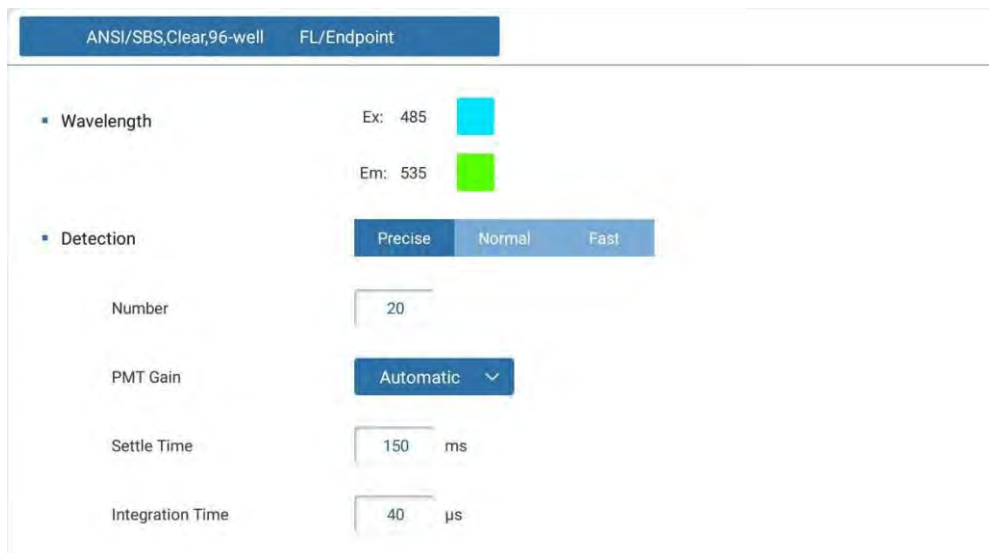 ANSI/SBS,Clear,96-well FL/Endpoint
Wavelength Ex: 485
Em: 535
Detection Precise Normal Fast
Number 20
PMT Gain Automatic
Settle Time 150 ms
Integration Time 40 µs